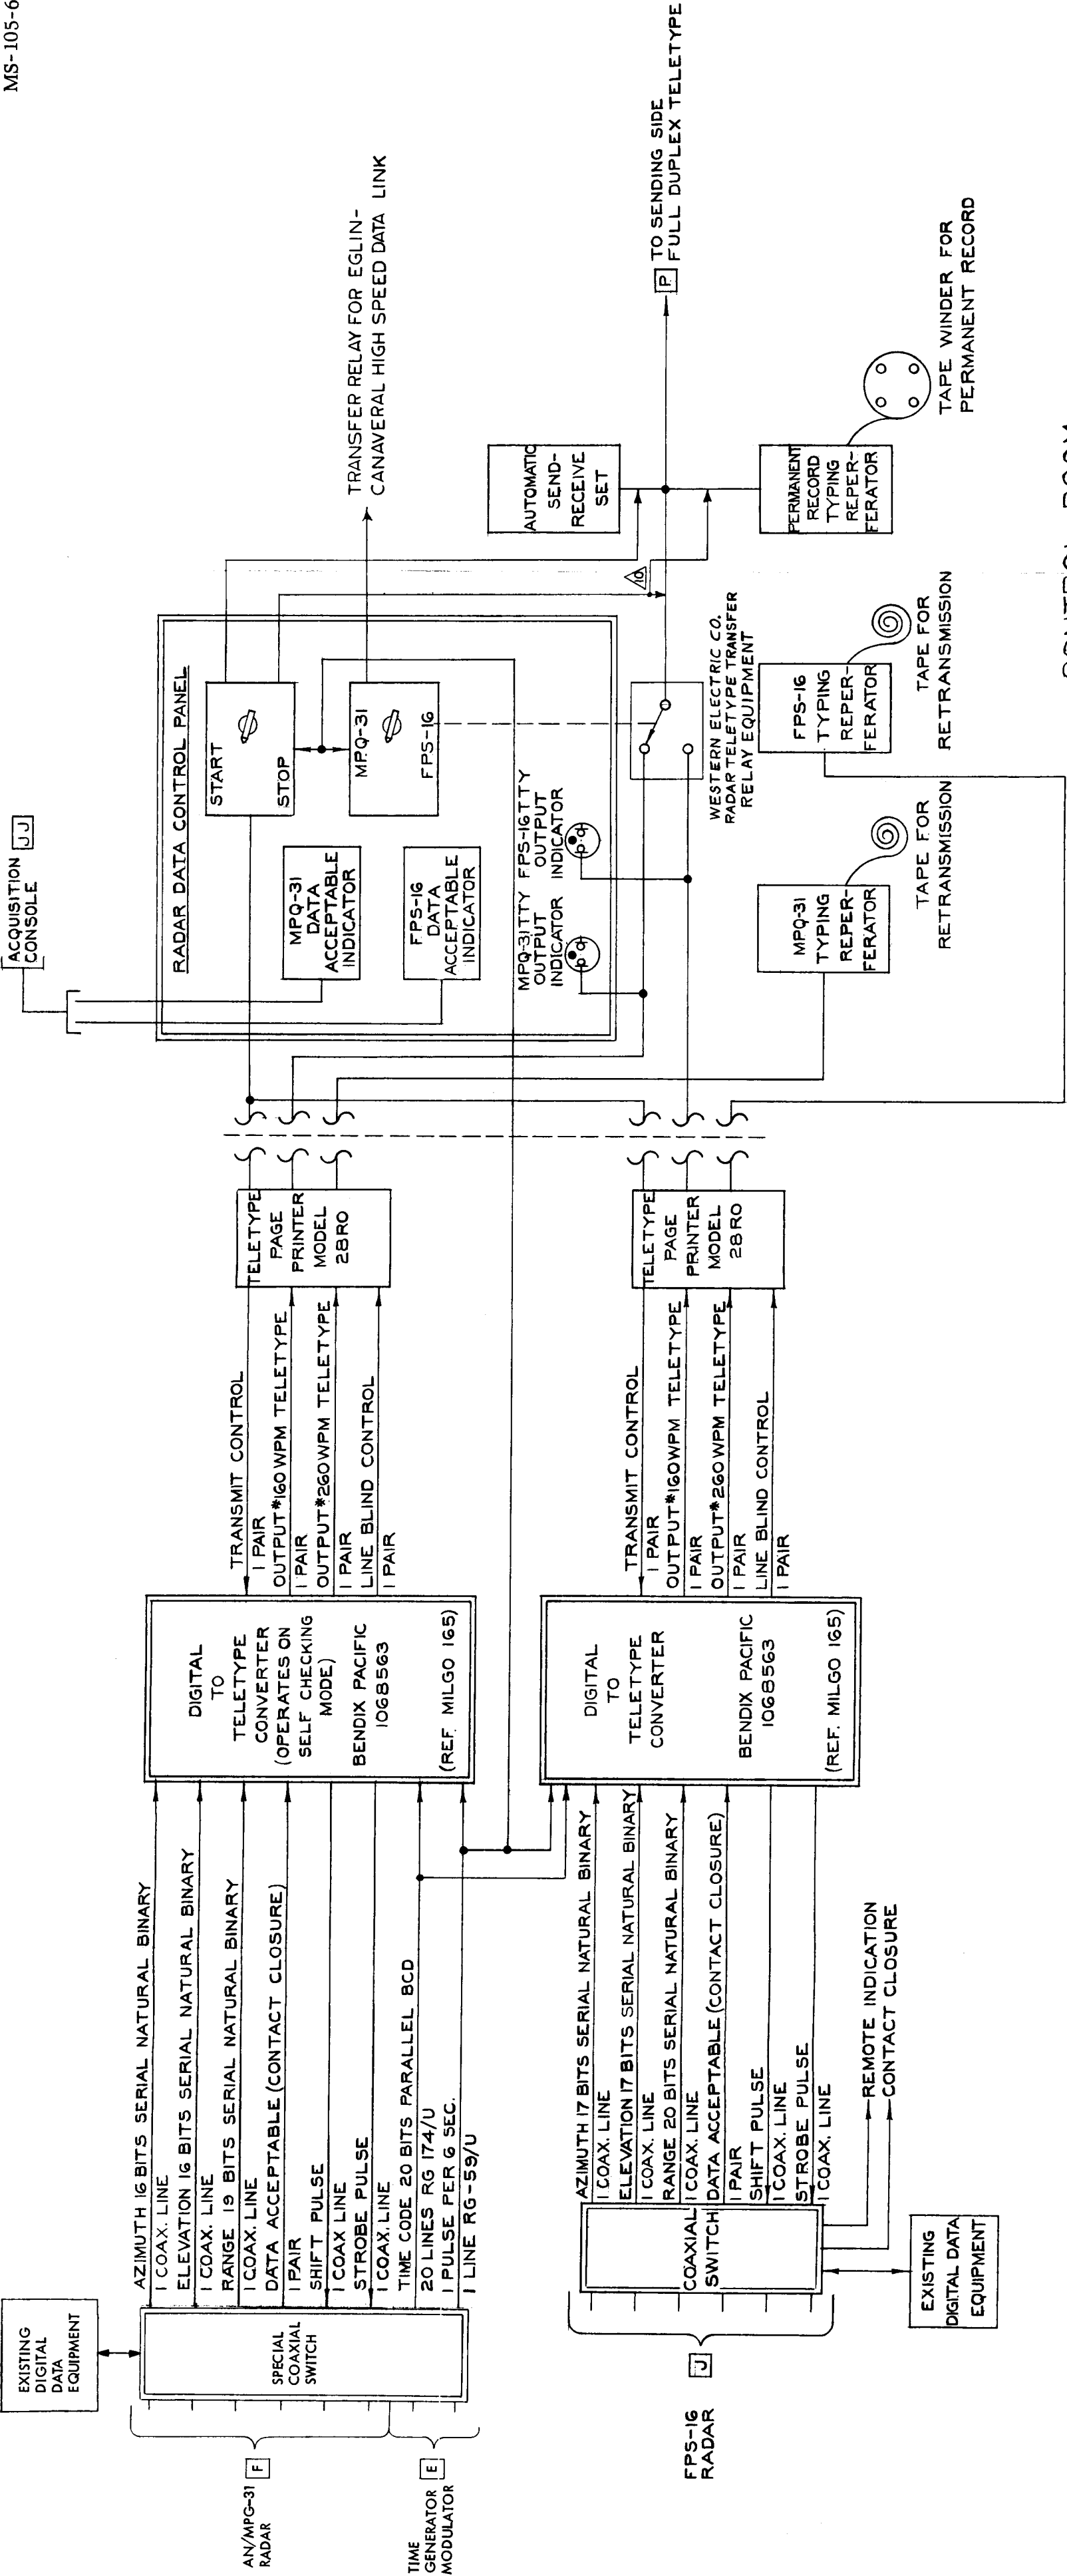 MS-105-6
EXISTING
DIGITAL
DATA
EQUIPMENT
AN/MPG-31
RADAR
F
TIME
GENERATOR
MODULATOR
E
SPECIAL
COAXIAL
SWITCH
AZIMUTH 16 BITS SERIAL NATURAL BINARY
1 COAX. LINE
ELEVATION 16 BITS SERIAL NATURAL BINARY
1 COAX. LINE
RANGE 19 BITS SERIAL NATURAL BINARY
1 COAX. LINE
DATA ACCEPTABLE (CONTACT CLOSURE)
1 PAIR
SHIFT PULSE
1 COAX LINE
STROBE PULSE
1 COAX. LINE
TIME CODE 20 BITS PARALLEL BCD
20 LINES RG 174/U
1 PULSE PER 6 SEC.
1 LINE RG-59/U
DIGITAL
TO
TELETYPE
CONVERTER
(OPERATES ON
SELF CHECKING
MODE)
BENDIX PACIFIC
1068563
(REF. MILGO 165)
TRANSMIT CONTROL
1 PAIR
OUTPUT#160WPM TELETYPE
1 PAIR
OUTPUT#260WPM TELETYPE
1 PAIR
LINE BLIND CONTROL
1 PAIR
TELETYPE
PAGE
PRINTER
MODEL
28RO
ACQUISITION
CONSOLE
JJ
RADAR DATA CONTROL PANEL
MPQ-31
DATA
ACCEPTABLE
INDICATOR
FPS-16
DATA
ACCEPTABLE
INDICATOR
START
STOP
MPQ-31
FPS-16
MPQ-31TTY
OUTPUT
INDICATOR
FPS-16TTY
OUTPUT
INDICATOR
TRANSFER RELAY FOR EGLIN-
CANAVERAL HIGH SPEED DATA LINK
AUTOMATIC
SEND-
RECEIVE
SET
10
P
TO SENDING SIDE
FULL DUPLEX TELETYPE
WESTERN ELECTRIC CO.
RADAR TELETYPE TRANSFER
RELAY EQUIPMENT
PERMANENT
RECORD
TYPING
REPER-
FERATOR
TAPE WINDER FOR
PERMANENT RECORD
MPQ-31
TYPING
REPER-
FERATOR
TAPE FOR
RETRANSMISSION
FPS-16
TYPING
REPER-
FERATOR
TAPE FOR
RETRANSMISSION
FPS-16
RADAR
J
COAXIAL
SWITCH
AZIMUTH 17 BITS SERIAL NATURAL BINARY
1 COAX. LINE
ELEVATION 17 BITS SERIAL NATURAL BINARY
1 COAX. LINE
RANGE 20 BITS SERIAL NATURAL BINARY
1 COAX. LINE
DATA ACCEPTABLE (CONTACT CLOSURE)
1 PAIR
SHIFT PULSE
1 COAX. LINE
STROBE PULSE
1 COAX. LINE
REMOTE INDICATION
CONTACT CLOSURE
EXISTING
DIGITAL DATA
EQUIPMENT
DIGITAL
TO
TELETYPE
CONVERTER
BENDIX PACIFIC
1068563
(REF. MILGO 165)
TRANSMIT CONTROL
1 PAIR
OUTPUT#160WPM TELETYPE
1 PAIR
OUTPUT#260WPM TELETYPE
1 PAIR
LINE BLIND CONTROL
1 PAIR
TELETYPE
PAGE
PRINTER
MODEL
28RO